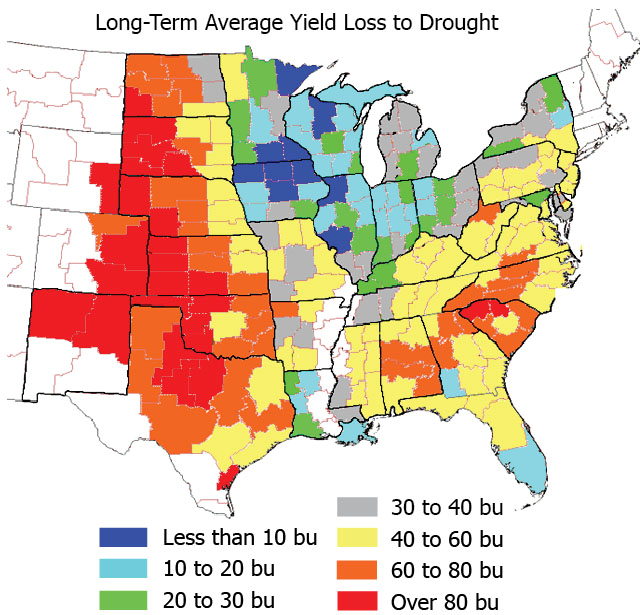 Long-Term Average Yield Loss to Drought
Less than 10 bu
10 to 20 bu
20 to 30 bu
30 to 40 bu
40 to 60 bu
60 to 80 bu
Over 80 bu